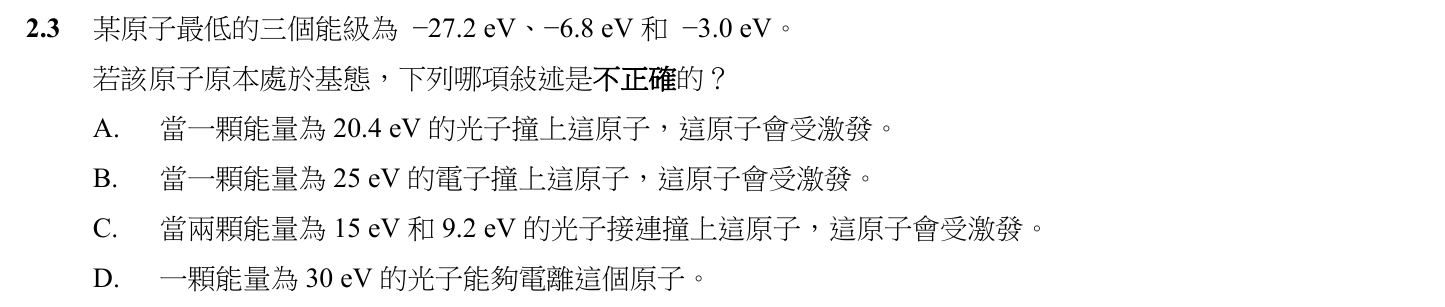 2.3 某原子最低的三個能級為 −27.2 eV、−6.8 eV 和 −3.0 eV。
若該原子原本處於基態，下列哪項敍述是不正確的？
A. 當一顆能量為 20.4 eV 的光子撞上這原子，這原子會受激發。
B. 當一顆能量為 25 eV 的電子撞上這原子，這原子會受激發。
C. 當兩顆能量為 15 eV 和 9.2 eV 的光子接連撞上這原子，這原子會受激發。
D. 一顆能量為 30 eV 的光子能夠電離這個原子。